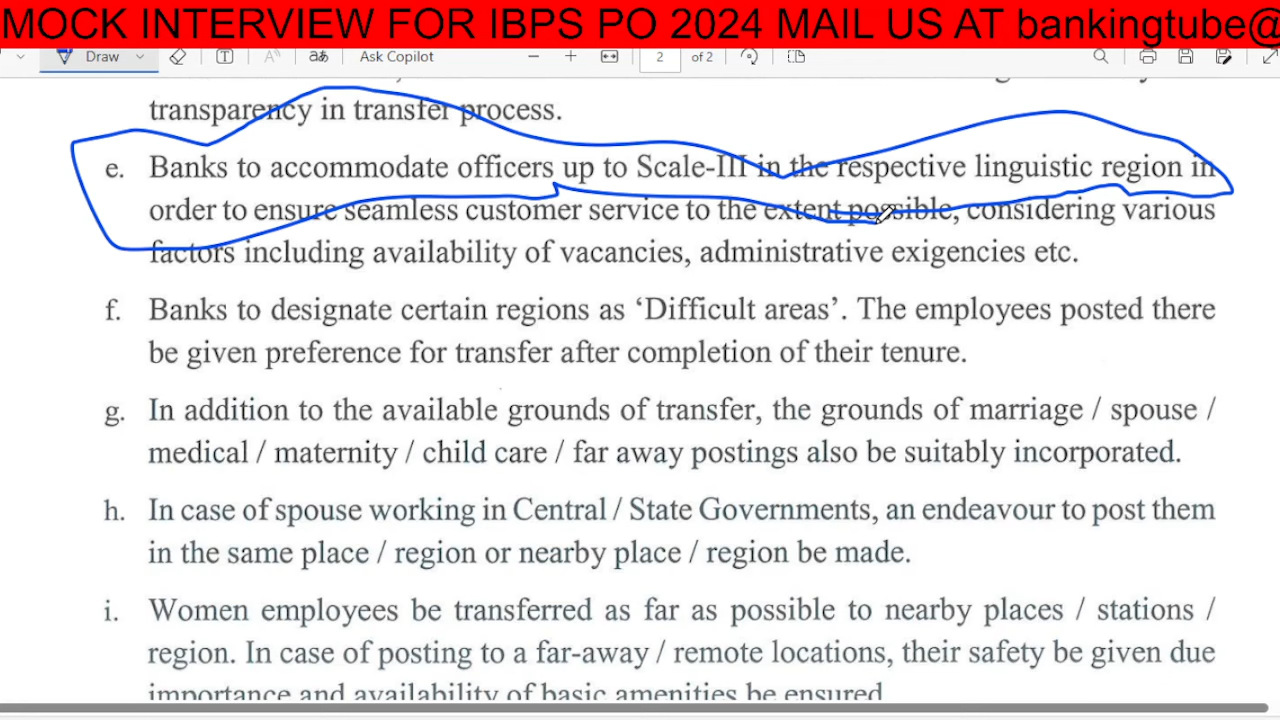 MOCK INTERVIEW FOR IBPS PO 2024 MAIL US AT bankingtube@
Draw
Ask Copilot
2 of 2
transparency in transfer process.
e. Banks to accommodate officers up to Scale-III in the respective linguistic region in
order to ensure seamless customer service to the extent possible, considering various
factors including availability of vacancies, administrative exigencies etc.
f. Banks to designate certain regions as ‘Difficult areas’. The employees posted there
be given preference for transfer after completion of their tenure.
g. In addition to the available grounds of transfer, the grounds of marriage / spouse /
medical / maternity / child care / far away postings also be suitably incorporated.
h. In case of spouse working in Central / State Governments, an endeavour to post them
in the same place / region or nearby place / region be made.
i. Women employees be transferred as far as possible to nearby places / stations /
region. In case of posting to a far-away / remote locations, their safety be given due
importance and availability of basic amenities be ensured